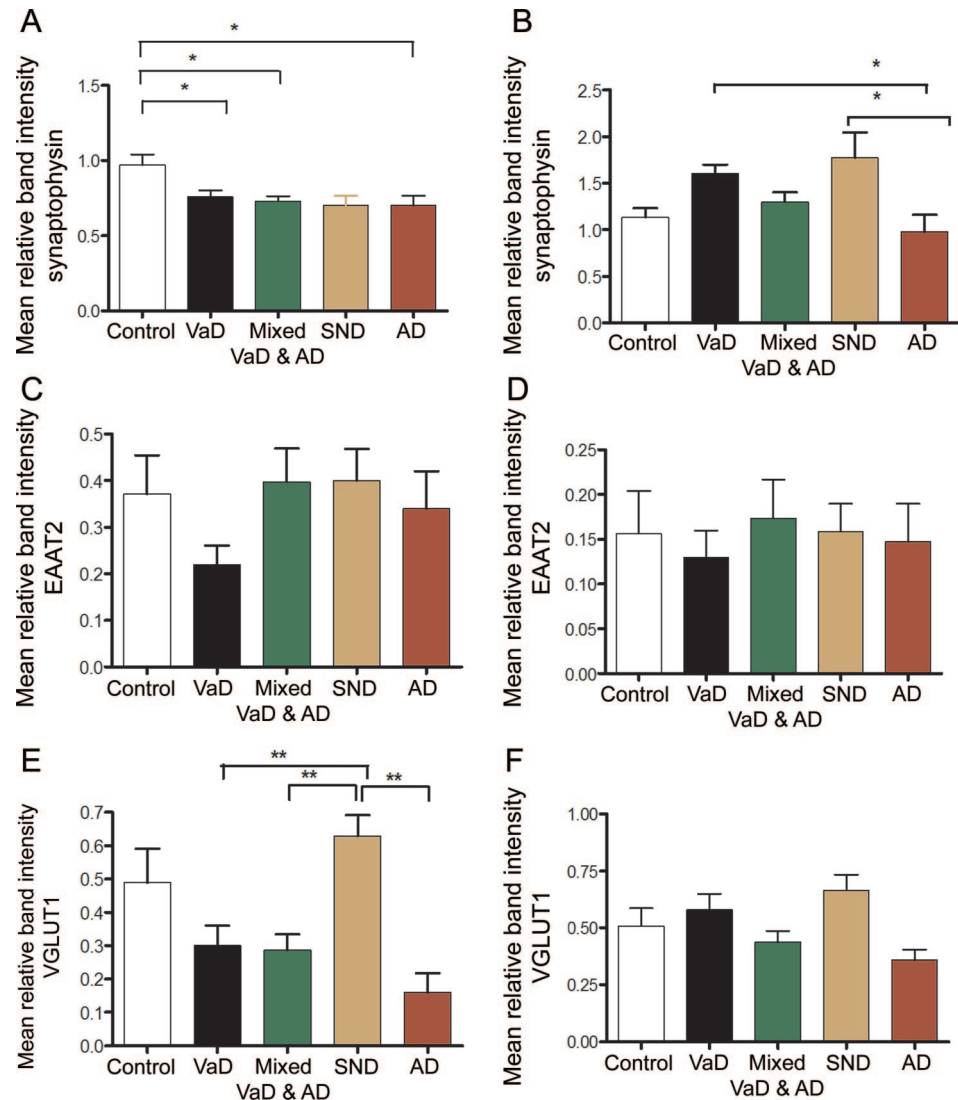 A
*
*
*
Mean relative band intensity
synaptophysin
1.5
1.0
0.5
0.0
Control VaD Mixed SND AD
VaD & AD
B
*
*
Mean relative band intensity
synaptophysin
2.5
2.0
1.5
1.0
0.5
0.0
Control VaD Mixed SND AD
VaD & AD
C
Mean relative band intensity
EAAT2
0.5
0.4
0.3
0.2
0.1
0.0
Control VaD Mixed SND AD
VaD & AD
D
Mean relative band intensity
EAAT2
0.25
0.20
0.15
0.10
0.05
0.00
Control VaD Mixed SND AD
VaD & AD
E
**
** **
Mean relative band intensity
VGLUT1
0.7
0.6
0.5
0.4
0.3
0.2
0.1
0.0
Control VaD Mixed SND AD
VaD & AD
F
Mean relative band intensity
VGLUT1
1.00
0.75
0.50
0.25
0.00
Control VaD Mixed SND AD
VaD & AD